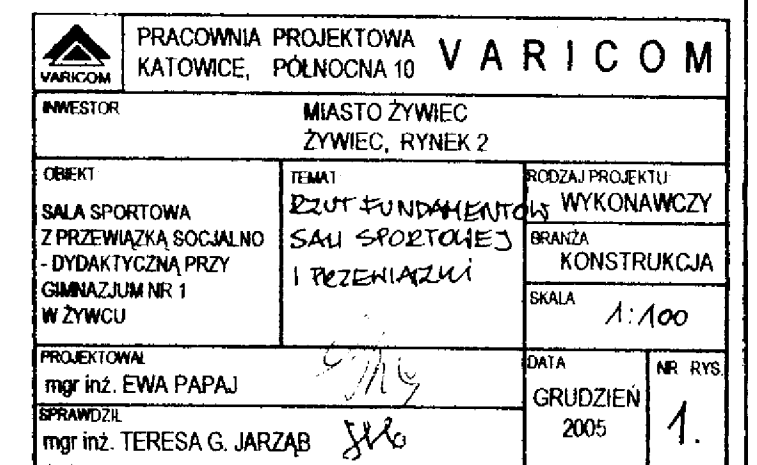 PRACOWNIA PROJEKTOWA
KATOWICE, PÓŁNOCNA 10
VARICOM
VARICOM
INWESTOR
MIASTO ŻYWIEC
ŻYWIEC, RYNEK 2
OBIEKT
SALA SPORTOWA
Z PRZEWIĄZKĄ SOCJALNO
- DYDAKTYCZNĄ PRZY
GIMNAZJUM NR 1
W ŻYWCU
TEMAT
RZUT FUNDAMENTÓW
SALI SPORTOWEJ
I PRZEWIĄZKI
RODZAJ PROJEKTU
WYKONAWCZY
BRANŻA
KONSTRUKCJA
SKALA
1:100
PROJEKTOWAŁ
mgr inż. EWA PAPAJ
SPRAWDZIŁ
mgr inż. TERESA G. JARZĄB
DATA
GRUDZIEŃ
2005
NR RYS.
1.